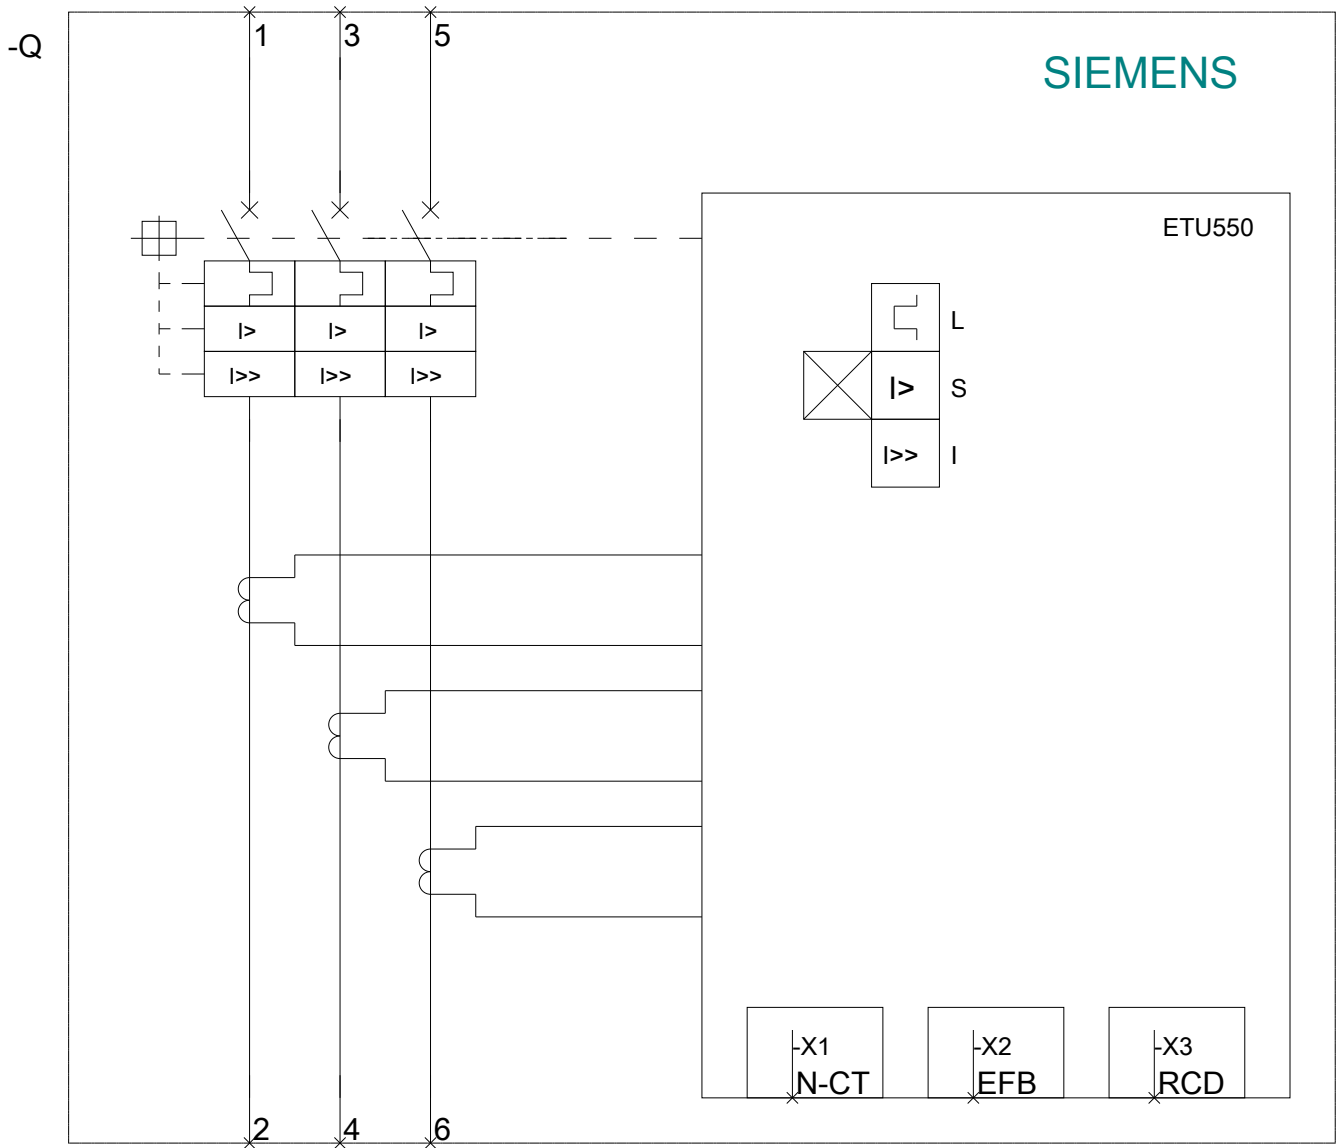 1 3 5
-Q
SIEMENS
ETU550
L
I> I> I>
I>> I>> I>>
I> S
I>> I
-X1 -X2 -X3
N-CT EFB RCD
2 4 6